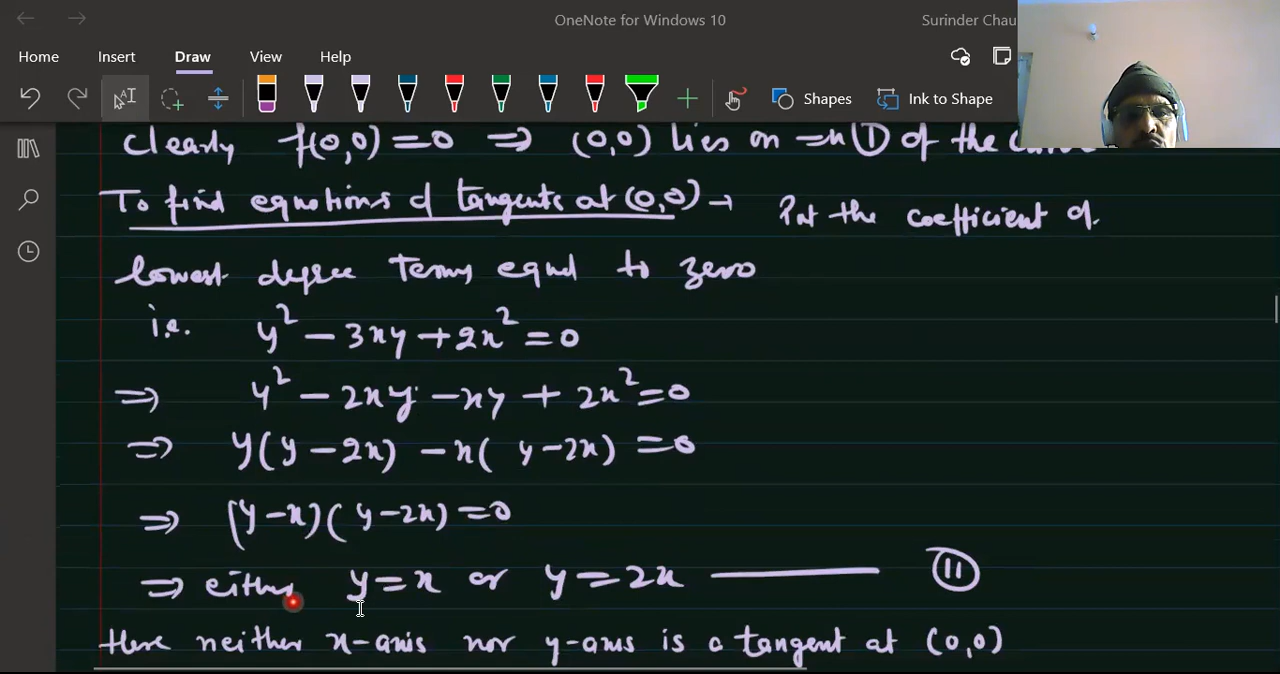 OneNote for Windows 10
Surinder Chau
Home Insert Draw View Help
Shapes Ink to Shape
Clearly f(0,0)=0 ⇒ (0,0) lies on =n ① of the
To find equations of tangents at (0,0) → Put the coefficient of
lowest degree terms equal to zero
i.e. y² - 3xy + 2x² = 0
⇒ y² - 2xy - xy + 2x² = 0
⇒ y(y-2x) - x(y-2x) = 0
⇒ (y-x)(y-2x) = 0
⇒ either y = x or y = 2x ——— ⑪
Here neither x-axis nor y-axis is a tangent at (0,0)